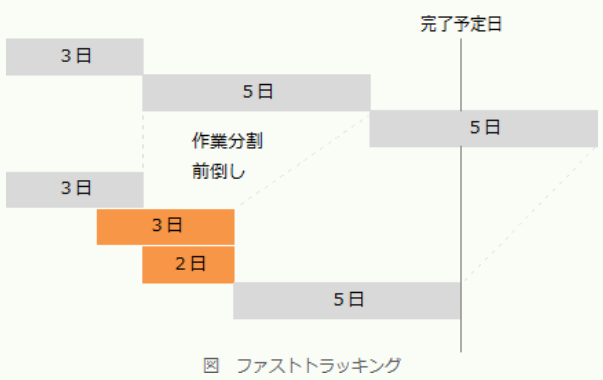 完了予定日
3日
5日
5日
作業分割
前倒し
3日
3日
2日
5日
図　ファストトラッキング